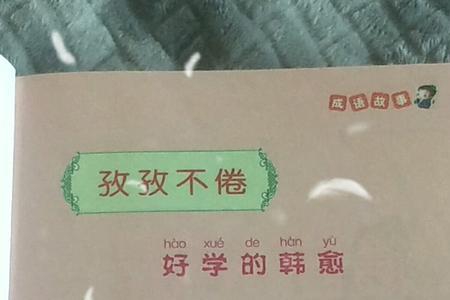 成语故事
孜孜不倦
hào xué de hán yù
好学的韩愈